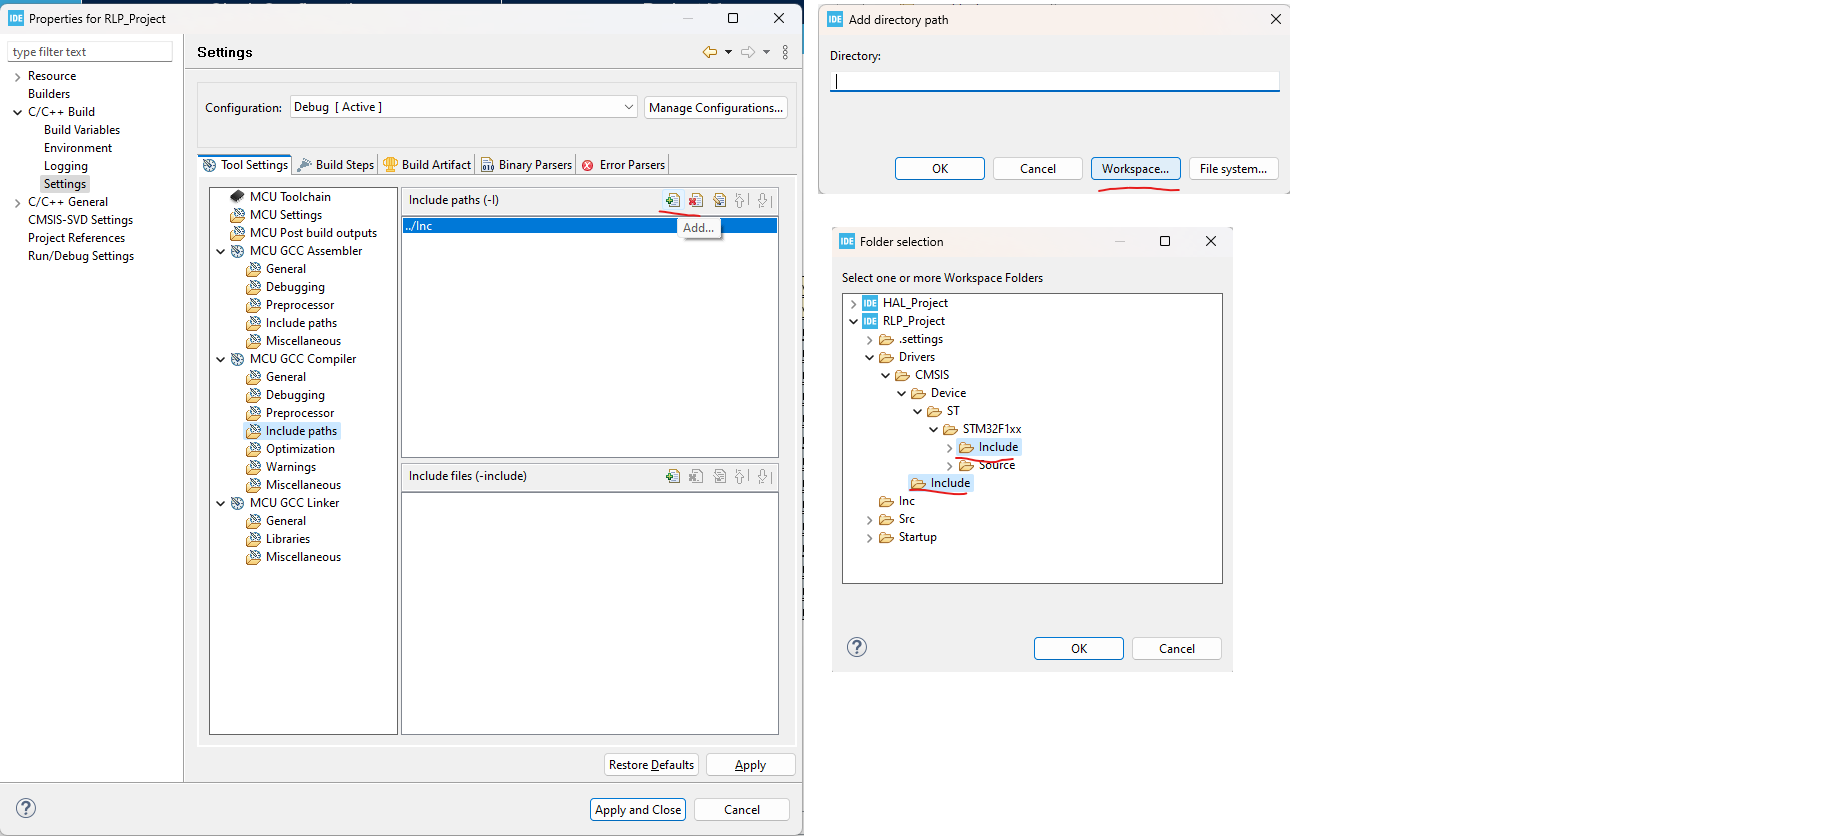 IDE Properties for RLP_Project
type filter text
Resource
Builders
C/C++ Build
Build Variables
Environment
Logging
Settings
C/C++ General
CMSIS-SVD Settings
Project References
Run/Debug Settings
Settings
Configuration:
Debug [ Active ]
Manage Configurations...
Tool Settings
Build Steps
Build Artifact
Binary Parsers
Error Parsers
MCU Toolchain
MCU Settings
MCU Post build outputs
MCU GCC Assembler
General
Debugging
Preprocessor
Include paths
Miscellaneous
MCU GCC Compiler
General
Debugging
Preprocessor
Include paths
Optimization
Warnings
Miscellaneous
MCU GCC Linker
General
Libraries
Miscellaneous
Include paths (-I)
../Inc
Add...
Include files (-include)
Restore Defaults
Apply
Apply and Close
Cancel
IDE Add directory path
Directory:
OK
Cancel
Workspace...
File system...
IDE Folder selection
Select one or more Workspace Folders
IDE HAL_Project
IDE RLP_Project
.settings
Drivers
CMSIS
Device
ST
STM32F1xx
Include
Source
Include
Inc
Src
Startup
OK
Cancel